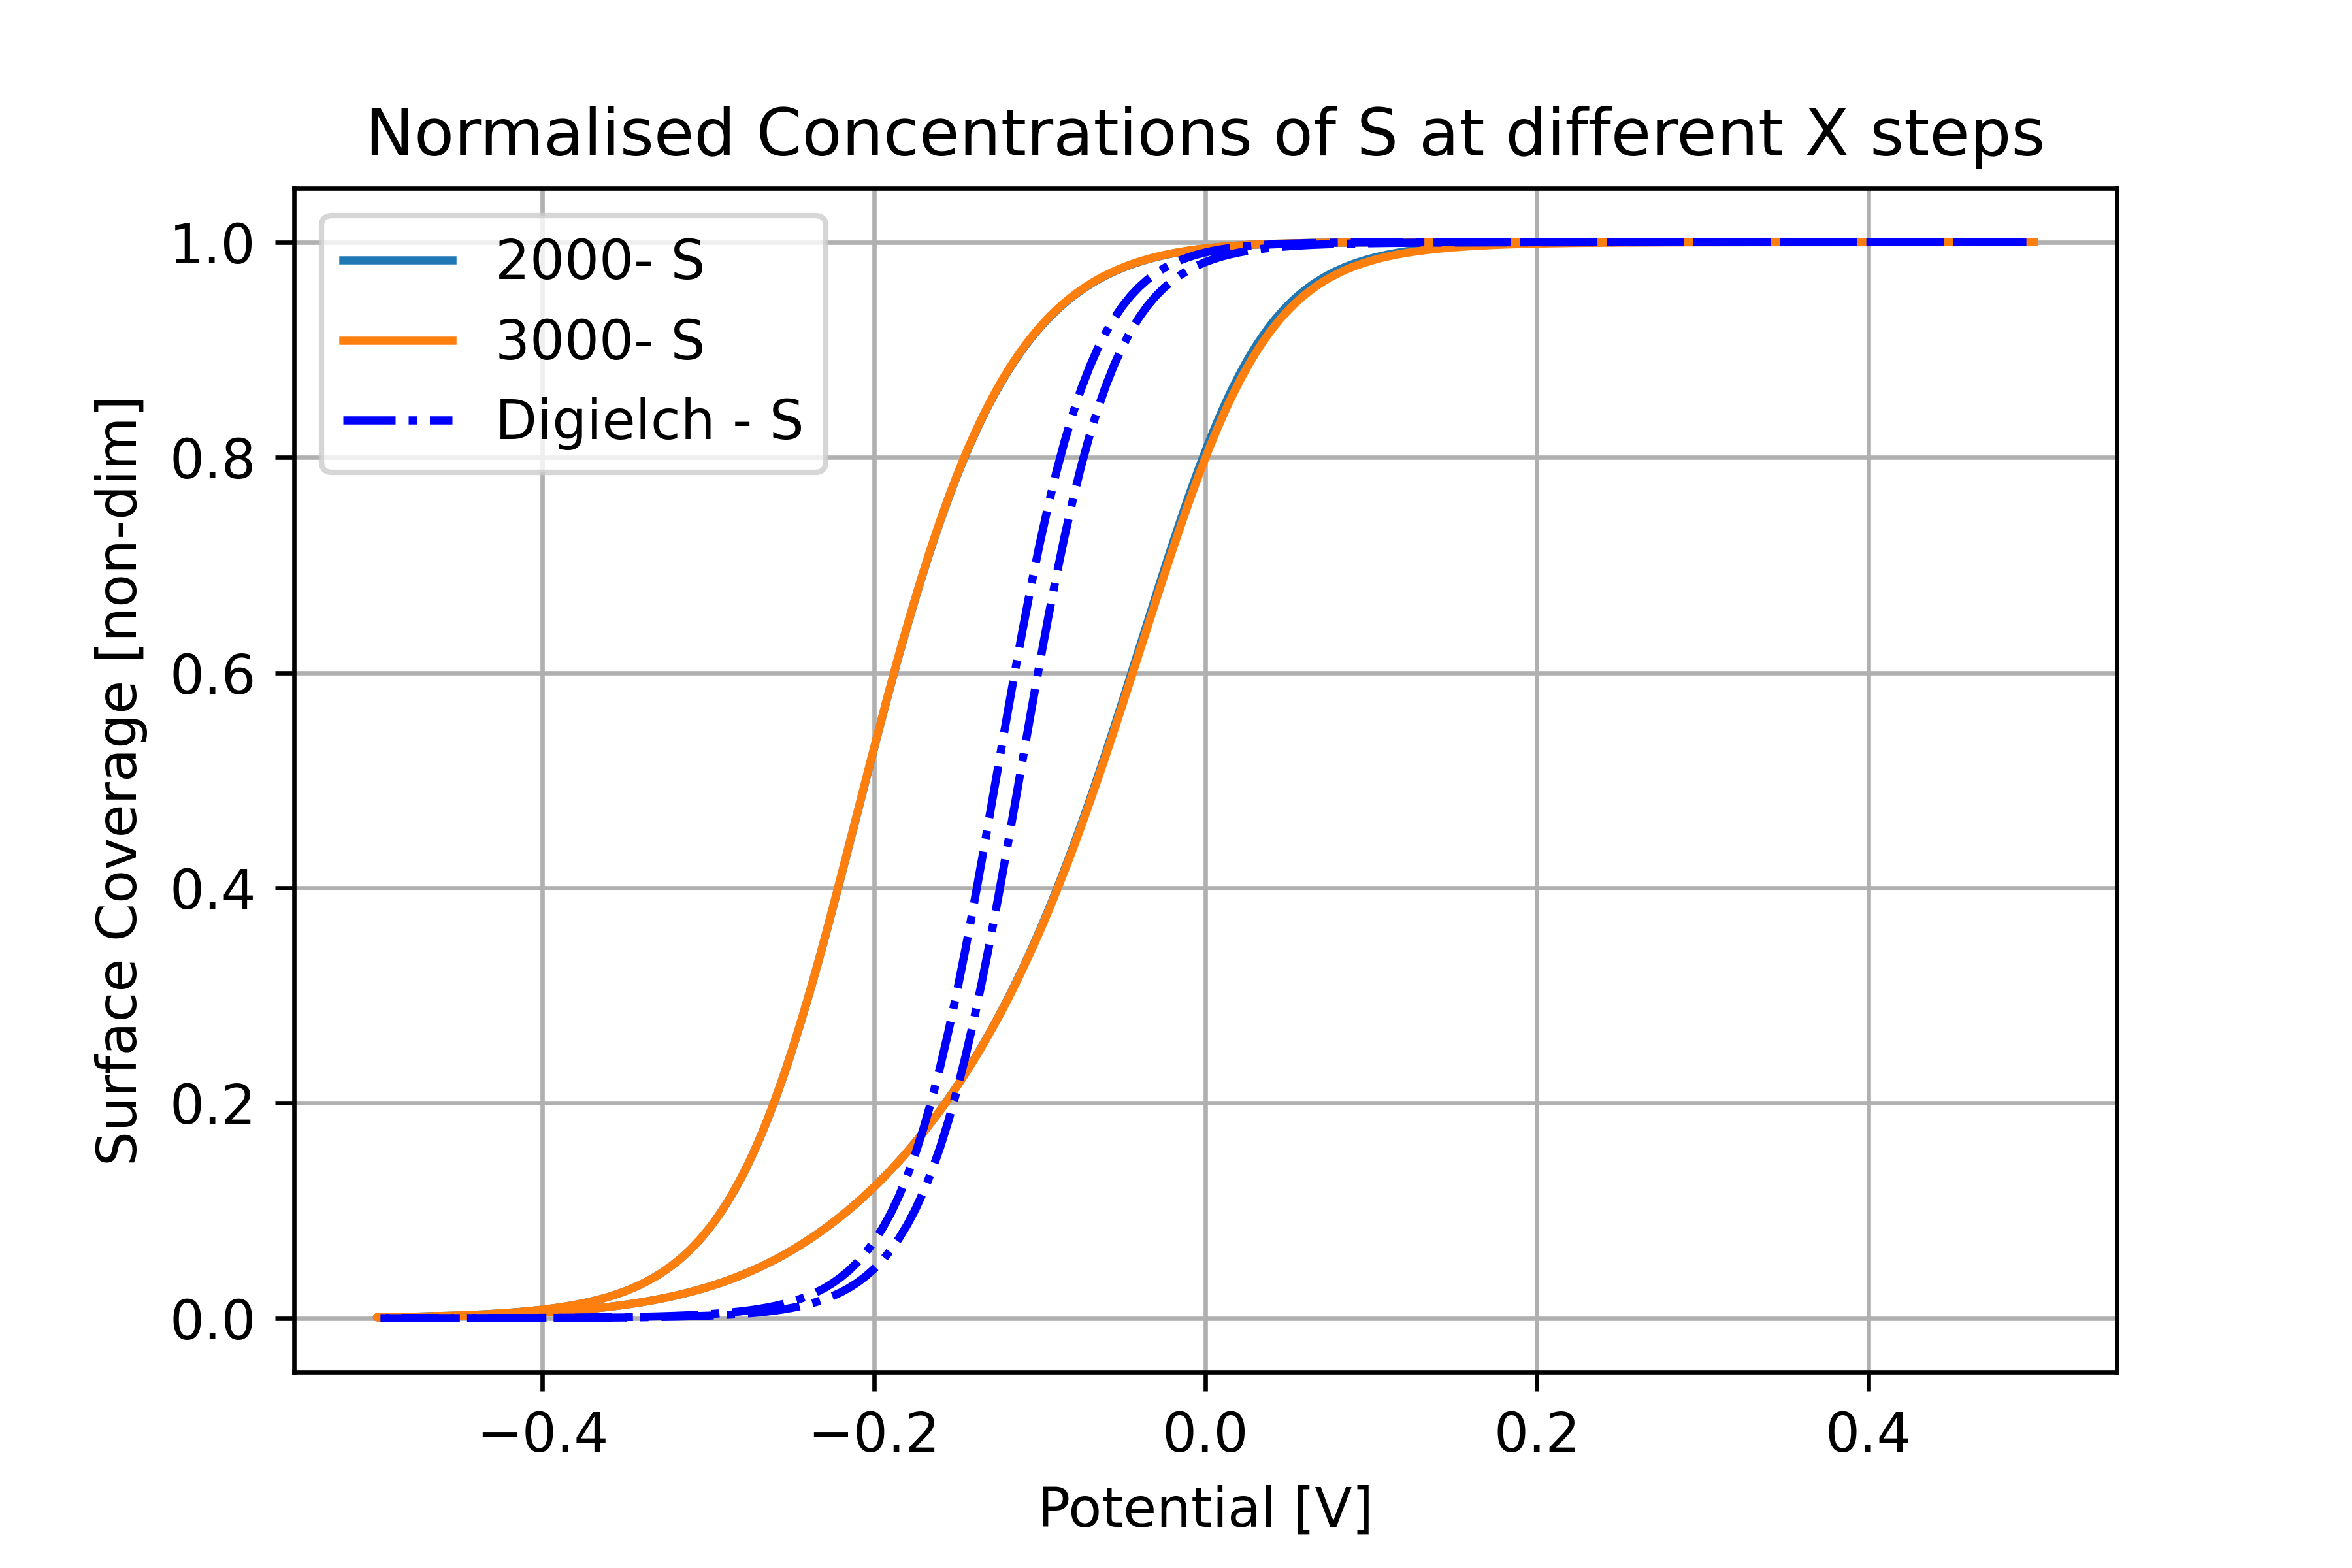 Normalised Concentrations of S at different X steps
2000- S
3000- S
Digielch - S
Surface Coverage [non-dim]
1.0
0.8
0.6
0.4
0.2
0.0
−0.4
−0.2
0.0
0.2
0.4
Potential [V]